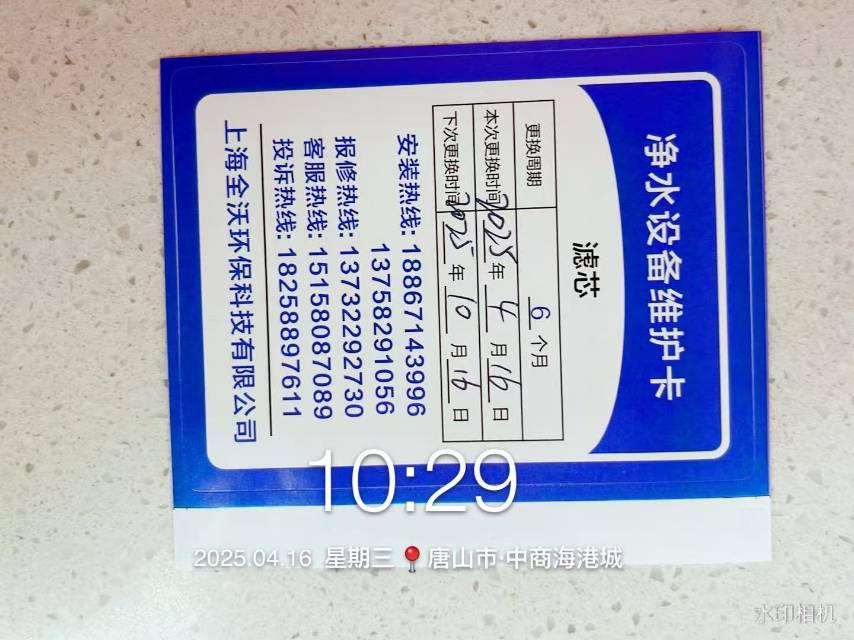 净水设备维护卡
滤芯
更换周期 6 个月
本次更换时间 2025 年 4 月 16 日
下次更换时间 2025 年 10 月 16 日
安装热线: 18867143996
13758291056
报修热线: 13732292730
客服热线: 15158087089
投诉热线: 18258897611
上海全沃环保科技有限公司
10:29
2025.04.16 星期三 唐山市·中商海港城
水印相机